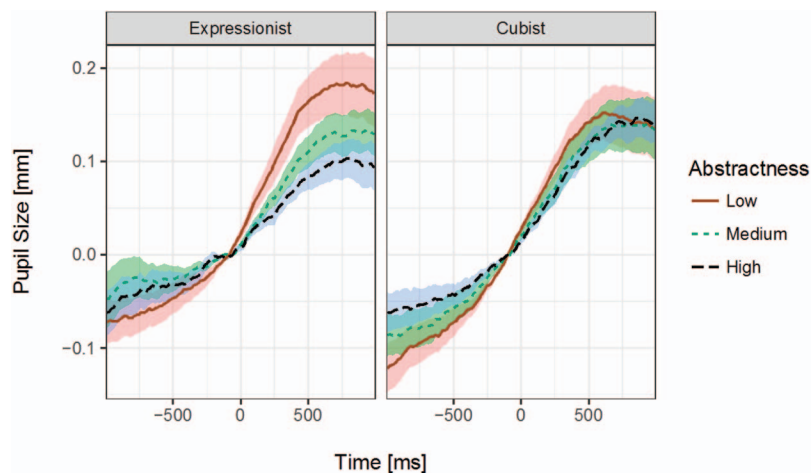 Expressionist
Cubist
0.2
0.1
0.0
−0.1
Pupil Size [mm]
−500 0 500
−500 0 500
Time [ms]
Abstractness
Low
Medium
High